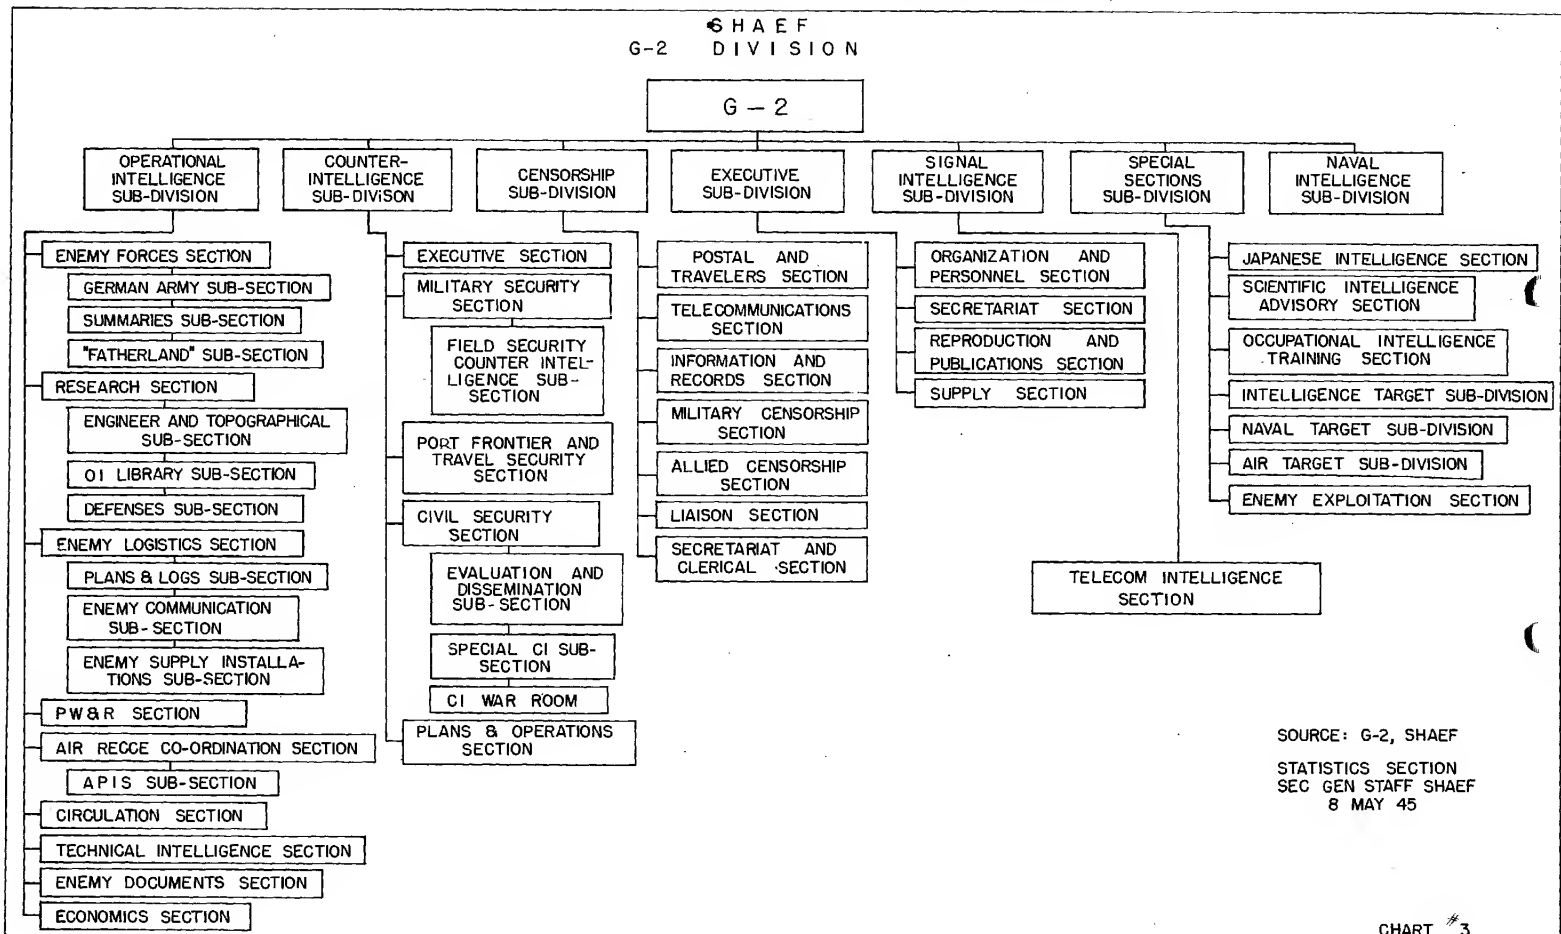 SHAEF
G-2 DIVISION
G-2
OPERATIONAL
INTELLIGENCE
SUB-DIVISION
COUNTER-
INTELLIGENCE
SUB-DIVISON
CENSORSHIP
SUB-DIVISION
EXECUTIVE
SUB-DIVISION
SIGNAL
INTELLIGENCE
SUB-DIVISION
SPECIAL
SECTIONS
SUB-DIVISION
NAVAL
INTELLIGENCE
SUB-DIVISION
ENEMY FORCES SECTION
GERMAN ARMY SUB-SECTION
SUMMARIES SUB-SECTION
"FATHERLAND" SUB-SECTION
RESEARCH SECTION
ENGINEER AND TOPOGRAPHICAL
SUB-SECTION
OI LIBRARY SUB-SECTION
DEFENSES SUB-SECTION
ENEMY LOGISTICS SECTION
PLANS & LOGS SUB-SECTION
ENEMY COMMUNICATION
SUB-SECTION
ENEMY SUPPLY INSTALLA-
TIONS SUB-SECTION
PW&R SECTION
AIR RECCE CO-ORDINATION SECTION
APIS SUB-SECTION
CIRCULATION SECTION
TECHNICAL INTELLIGENCE SECTION
ENEMY DOCUMENTS SECTION
ECONOMICS SECTION
EXECUTIVE SECTION
MILITARY SECURITY
SECTION
FIELD SECURITY
COUNTER INTEL-
LIGENCE SUB-
SECTION
PORT FRONTIER AND
TRAVEL SECURITY
SECTION
CIVIL SECURITY
SECTION
EVALUATION AND
DISSEMINATION
SUB-SECTION
SPECIAL CI SUB-
SECTION
CI WAR ROOM
PLANS & OPERATIONS
SECTION
POSTAL AND
TRAVELERS SECTION
TELECOMMUNICATIONS
SECTION
INFORMATION AND
RECORDS SECTION
MILITARY CENSORSHIP
SECTION
ALLIED CENSORSHIP
SECTION
LIAISON SECTION
SECRETARIAT AND
CLERICAL SECTION
ORGANIZATION AND
PERSONNEL SECTION
SECRETARIAT SECTION
REPRODUCTION AND
PUBLICATIONS SECTION
SUPPLY SECTION
TELECOM INTELLIGENCE
SECTION
JAPANESE INTELLIGENCE SECTION
SCIENTIFIC INTELLIGENCE
ADVISORY SECTION
OCCUPATIONAL INTELLIGENCE
TRAINING SECTION
INTELLIGENCE TARGET SUB-DIVISION
NAVAL TARGET SUB-DIVISION
AIR TARGET SUB-DIVISION
ENEMY EXPLOITATION SECTION
SOURCE: G-2, SHAEF
STATISTICS SECTION
SEC GEN STAFF SHAEF
8 MAY 45
CHART #3